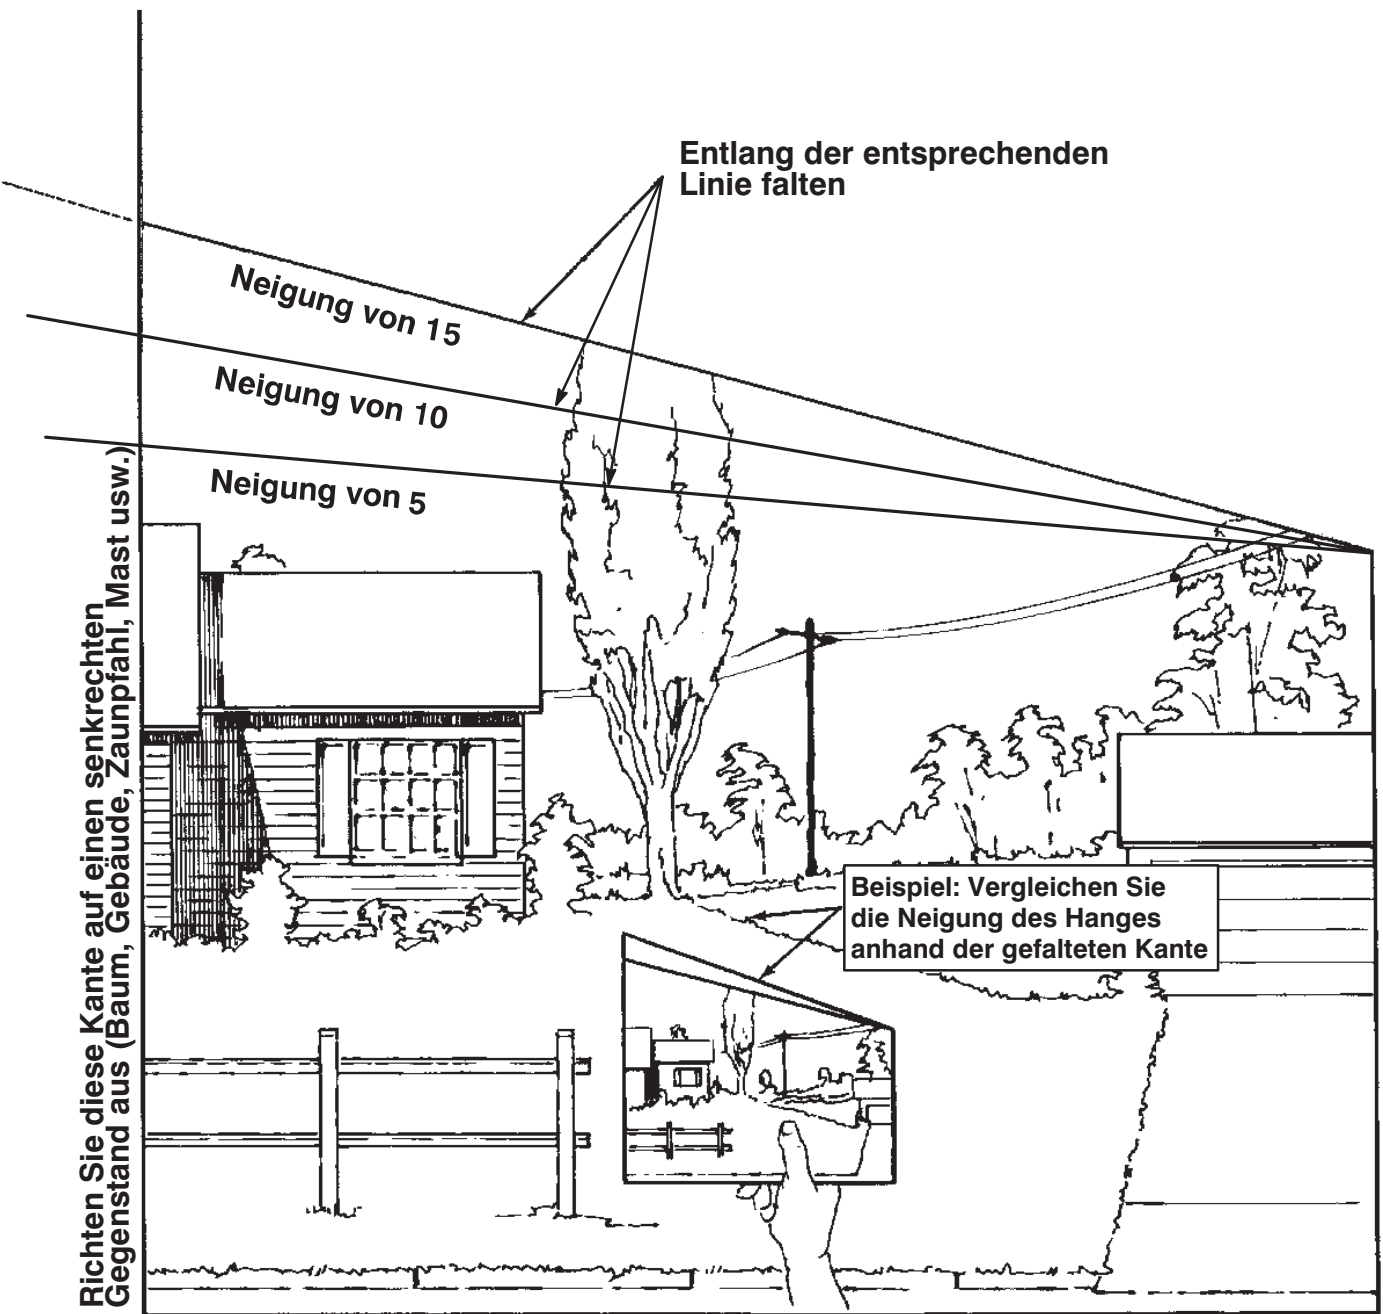 Entlang der entsprechenden
Linie falten
Neigung von 15
Neigung von 10
Neigung von 5
Richten Sie diese Kante auf einen senkrechten
Gegenstand aus (Baum, Gebäude, Zaunpfahl, Mast usw.)
Beispiel: Vergleichen Sie
die Neigung des Hanges
anhand der gefalteten Kante